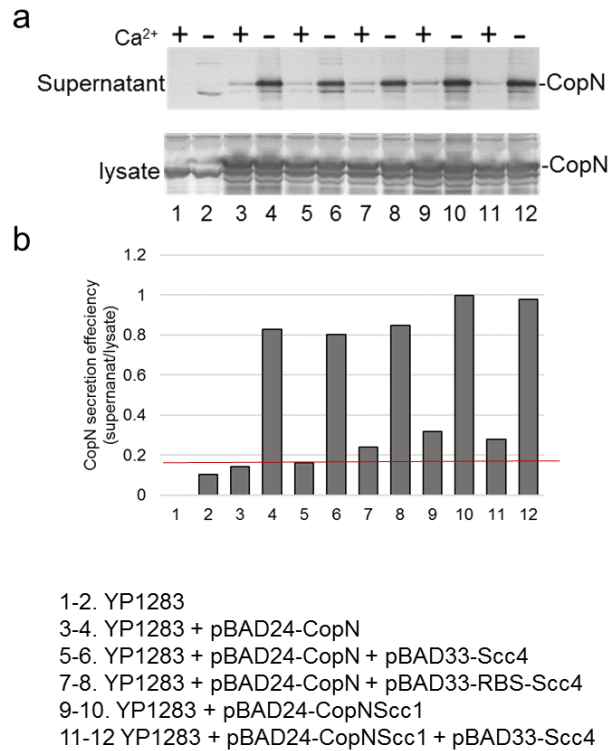 a
Ca²⁺ + - + - + - + - + - + -
Supernatant -CopN
lysate -CopN
1 2 3 4 5 6 7 8 9 10 11 12
b
CopN secretion effeciency
(supernanat/lysate)
1.2
1
0.8
0.6
0.4
0.2
0
1 2 3 4 5 6 7 8 9 10 11 12
1-2. YP1283
3-4. YP1283 + pBAD24-CopN
5-6. YP1283 + pBAD24-CopN + pBAD33-Scc4
7-8. YP1283 + pBAD24-CopN + pBAD33-RBS-Scc4
9-10. YP1283 + pBAD24-CopNScc1
11-12 YP1283 + pBAD24-CopNScc1 + pBAD33-Scc4